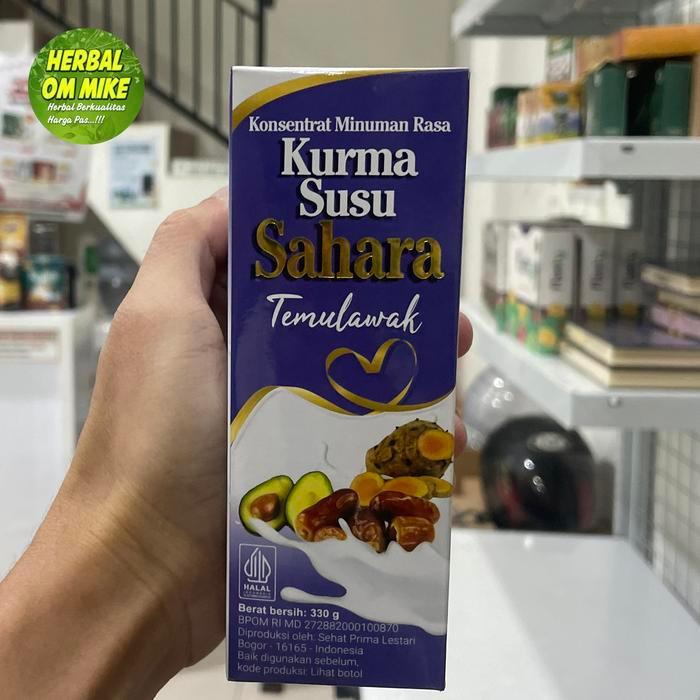 HERBAL
OM MIKE
Herbal Berkualitas
Harga Pas...!!!
Konsentrat Minuman Rasa
Kurma
Susu
Sahara
Temulawak
HALAL
INDONESIA
Berat bersih: 330 g
BPOM RI MD 272882000100870
Diproduksi oleh: Sehat Prima Lestari
Bogor - 16165 - Indonesia
Baik digunakan sebelum,
kode produksi: Lihat botol